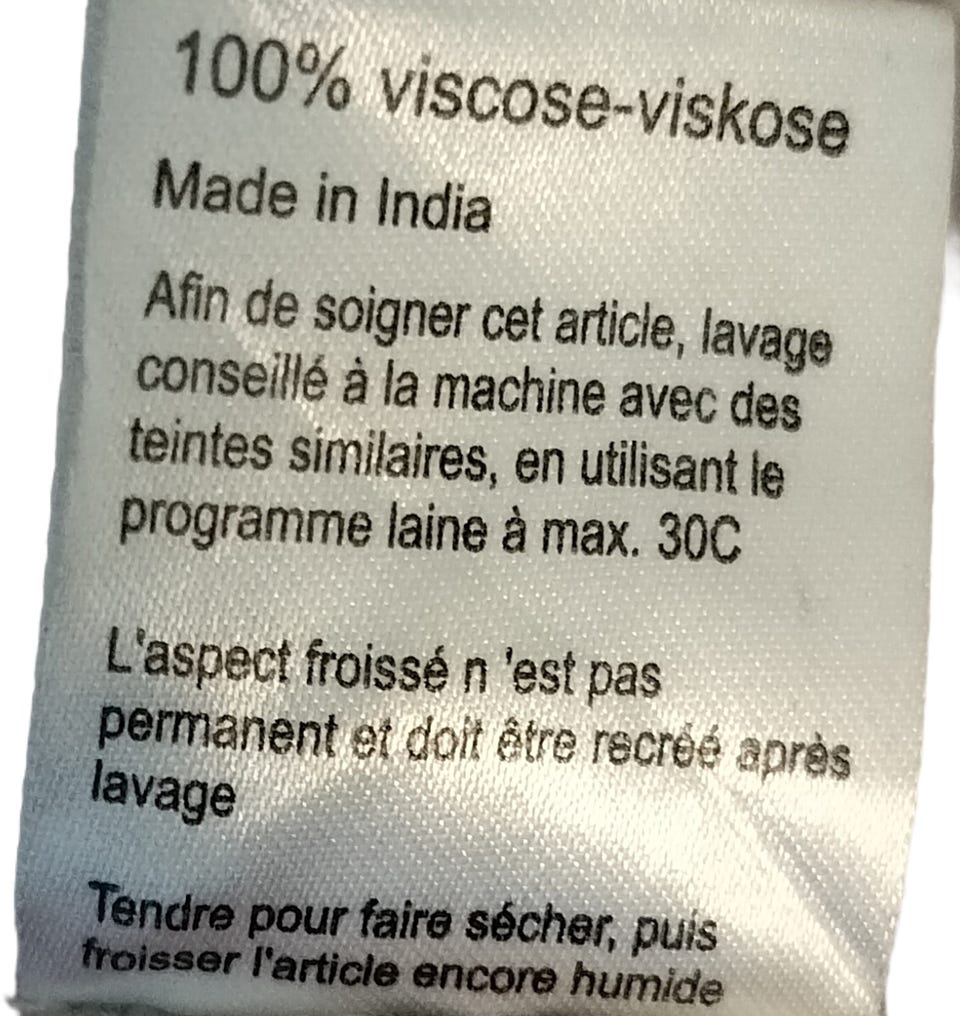 100% viscose-viskose
Made in India
Afin de soigner cet article, lavage
conseillé à la machine avec des
teintes similaires, en utilisant le
programme laine à max. 30C
L'aspect froissé n 'est pas
permanent et doit être recréé après
lavage
Tendre pour faire sécher, puis
froisser l'article encore humide